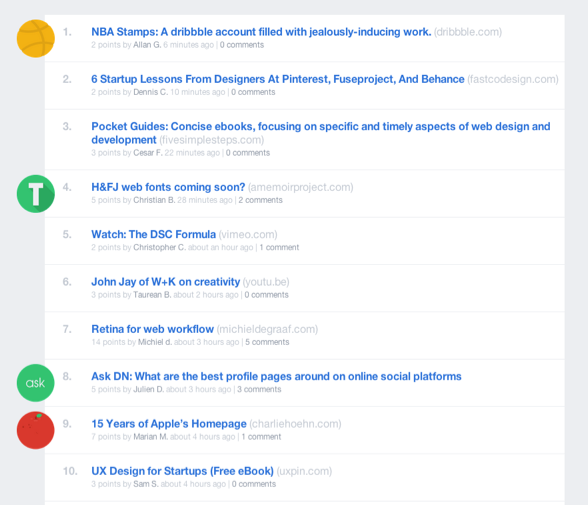 1. NBA Stamps: A dribbble account filled with jealously-inducing work. (dribbble.com)
2 points by Allan G. 6 minutes ago | 0 comments
2. 6 Startup Lessons From Designers At Pinterest, Fuseproject, And Behance (fastcodesign.com)
2 points by Dennis C. 10 minutes ago | 0 comments
3. Pocket Guides: Concise ebooks, focusing on specific and timely aspects of web design and
development (fivesimplesteps.com)
3 points by Cesar F. 22 minutes ago | 0 comments
T
4. H&FJ web fonts coming soon? (amemoirproject.com)
5 points by Christian B. 28 minutes ago | 2 comments
5. Watch: The DSC Formula (vimeo.com)
2 points by Christopher C. about an hour ago | 1 comment
6. John Jay of W+K on creativity (youtu.be)
3 points by Taurean B. about 2 hours ago | 0 comments
7. Retina for web workflow (michieldegraaf.com)
14 points by Michiel d. about 3 hours ago | 5 comments
ask
8. Ask DN: What are the best profile pages around on online social platforms
5 points by Julien D. about 3 hours ago | 3 comments
9. 15 Years of Apple's Homepage (charliehoehn.com)
7 points by Marian M. about 4 hours ago | 1 comment
10. UX Design for Startups (Free eBook) (uxpin.com)
3 points by Sam S. about 4 hours ago | 0 comments